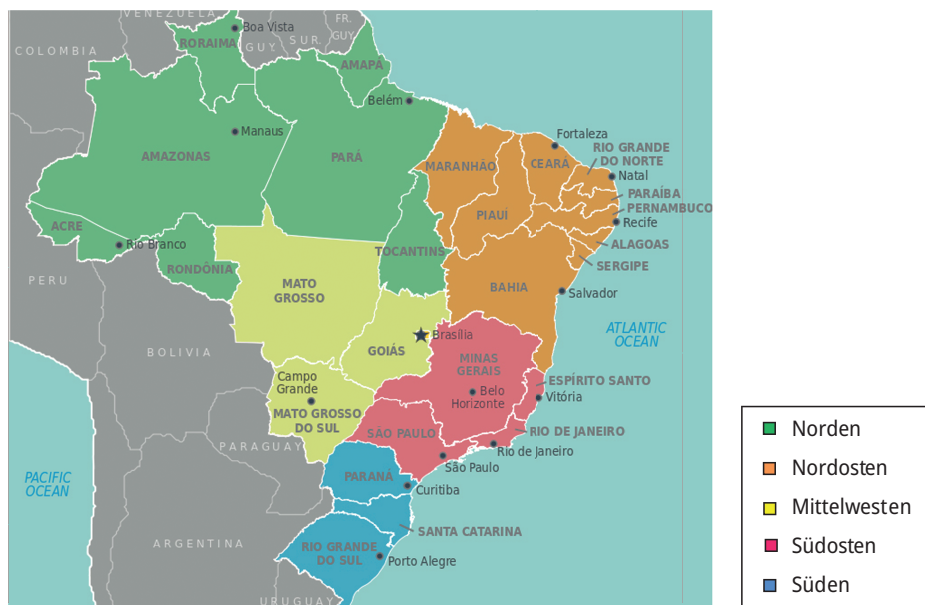 VENEZUELA
COLOMBIA
GUY.
SUR.
FR.
GUY.
Boa Vista
RORAIMA
AMAPÁ
Belém
Manaus
AMAZONAS
PARÁ
MARANHÃO
CEARÁ
Fortaleza
RIO GRANDE
DO NORTE
Natal
PARAÍBA
PERNAMBUCO
Recife
PIAUÍ
ACRE
Rio Branco
RONDÔNIA
TOCANTINS
ALAGOAS
SERGIPE
PERU
MATO
GROSSO
BAHIA
Salvador
ATLANTIC
OCEAN
BOLIVIA
GOIÁS
Brasília
MINAS
GERAIS
Campo
Grande
Belo
Horizonte
ESPÍRITO SANTO
Vitória
MATO GROSSO
DO SUL
SÃO PAULO
RIO DE JANEIRO
Rio de Janeiro
PARAGUAY
São Paulo
PACIFIC
OCEAN
PARANÁ
Curitiba
SANTA CATARINA
ARGENTINA
RIO GRANDE
DO SUL
Porto Alegre
URUGUAY
Norden
Nordosten
Mittelwesten
Südosten
Süden